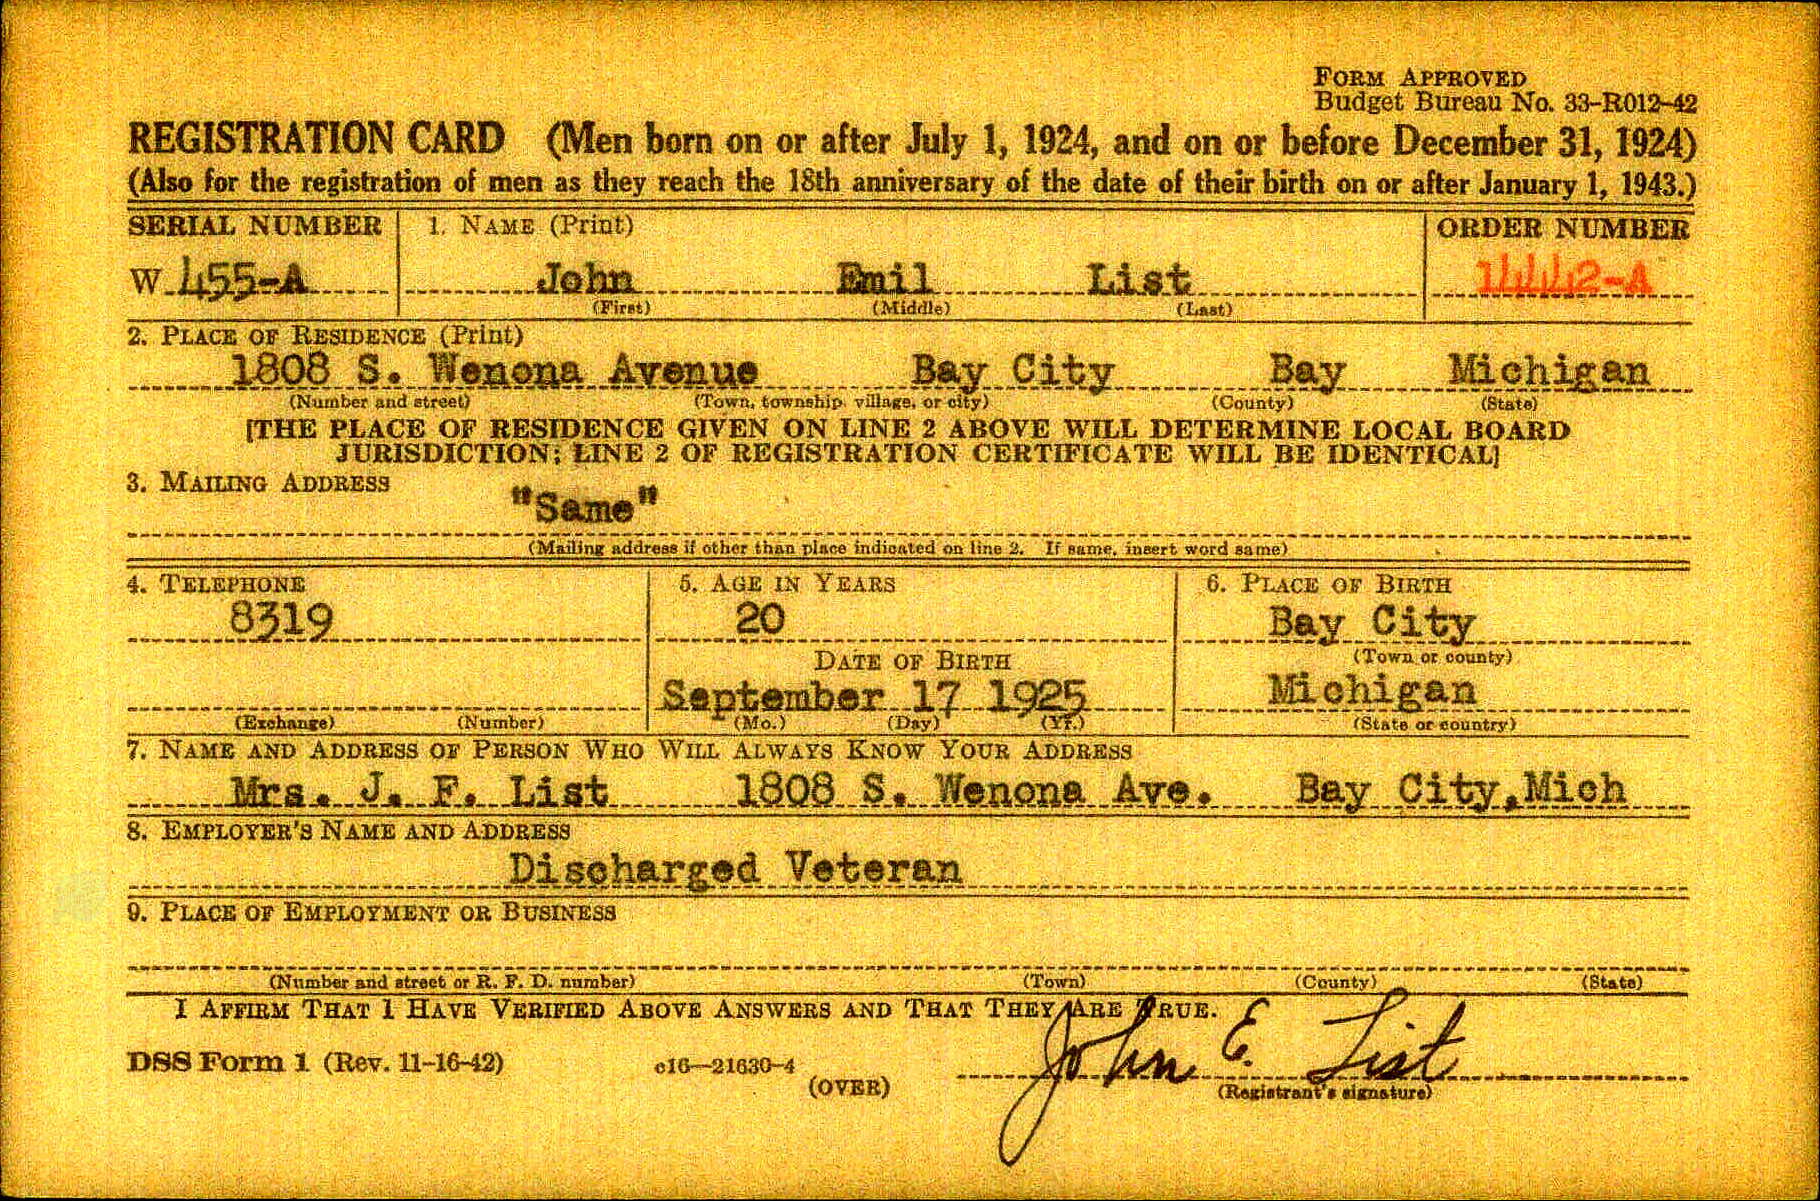 FORM APPROVED
Budget Bureau No. 33-R012-42
REGISTRATION CARD (Men born on or after July 1, 1924, and on or before December 31, 1924)
(Also for the registration of men as they reach the 18th anniversary of the date of their birth on or after January 1, 1943.)
SERIAL NUMBER 1. NAME (Print) ORDER NUMBER
W 455-A John Emil List 14442-A
(First) (Middle) (Last)
2. PLACE OF RESIDENCE (Print)
1808 S. Wenona Avenue Bay City Bay Michigan
(Number and street) (Town, township, village, or city) (County) (State)
[THE PLACE OF RESIDENCE GIVEN ON LINE 2 ABOVE WILL DETERMINE LOCAL BOARD
JURISDICTION; LINE 2 OF REGISTRATION CERTIFICATE WILL BE IDENTICAL]
3. MAILING ADDRESS
"Same"
(Mailing address if other than place indicated on line 2. If same, insert word same)
4. TELEPHONE 5. AGE IN YEARS 6. PLACE OF BIRTH
8319 20 Bay City
DATE OF BIRTH (Town or county)
September 17 1925 Michigan
(Exchange) (Number) (Mo.) (Day) (Yr.) (State or country)
7. NAME AND ADDRESS OF PERSON WHO WILL ALWAYS KNOW YOUR ADDRESS
Mrs. J. F. List 1808 S. Wenona Ave. Bay City,Mich
8. EMPLOYER'S NAME AND ADDRESS
Discharged Veteran
9. PLACE OF EMPLOYMENT OR BUSINESS
(Number and street or R. F. D. number) (Town) (County) (State)
I AFFIRM THAT I HAVE VERIFIED ABOVE ANSWERS AND THAT THEY ARE TRUE.
John E. List
DSS Form 1 (Rev. 11-16-42) c16—21630-4
(OVER) (Registrant's signature)